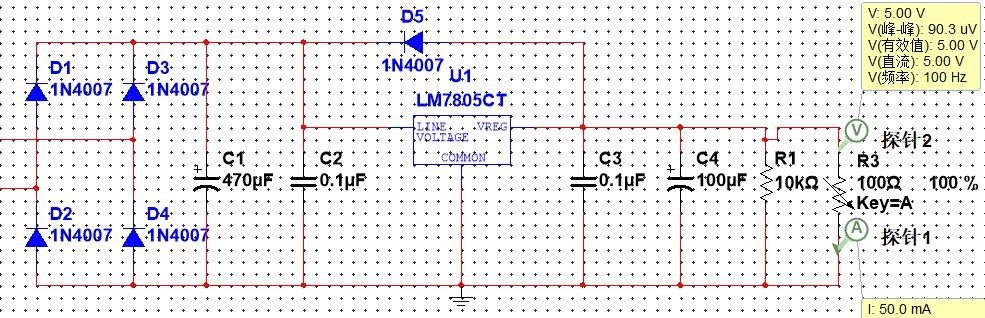 V: 5.00 V
V(峰-峰): 90.3 uV
V(有效值): 5.00 V
V(直流): 5.00 V
V(频率): 100 Hz
D5
1N4007
D1
1N4007
D3
1N4007
U1
LM7805CT
LINE VREG
VOLTAGE
COMMON
V
探针2
C1
470µF
C2
0.1µF
C3
0.1µF
C4
100µF
R1
10kΩ
R3
100Ω 100 %
Key=A
D2
1N4007
D4
1N4007
A
探针1
I: 50.0 mA